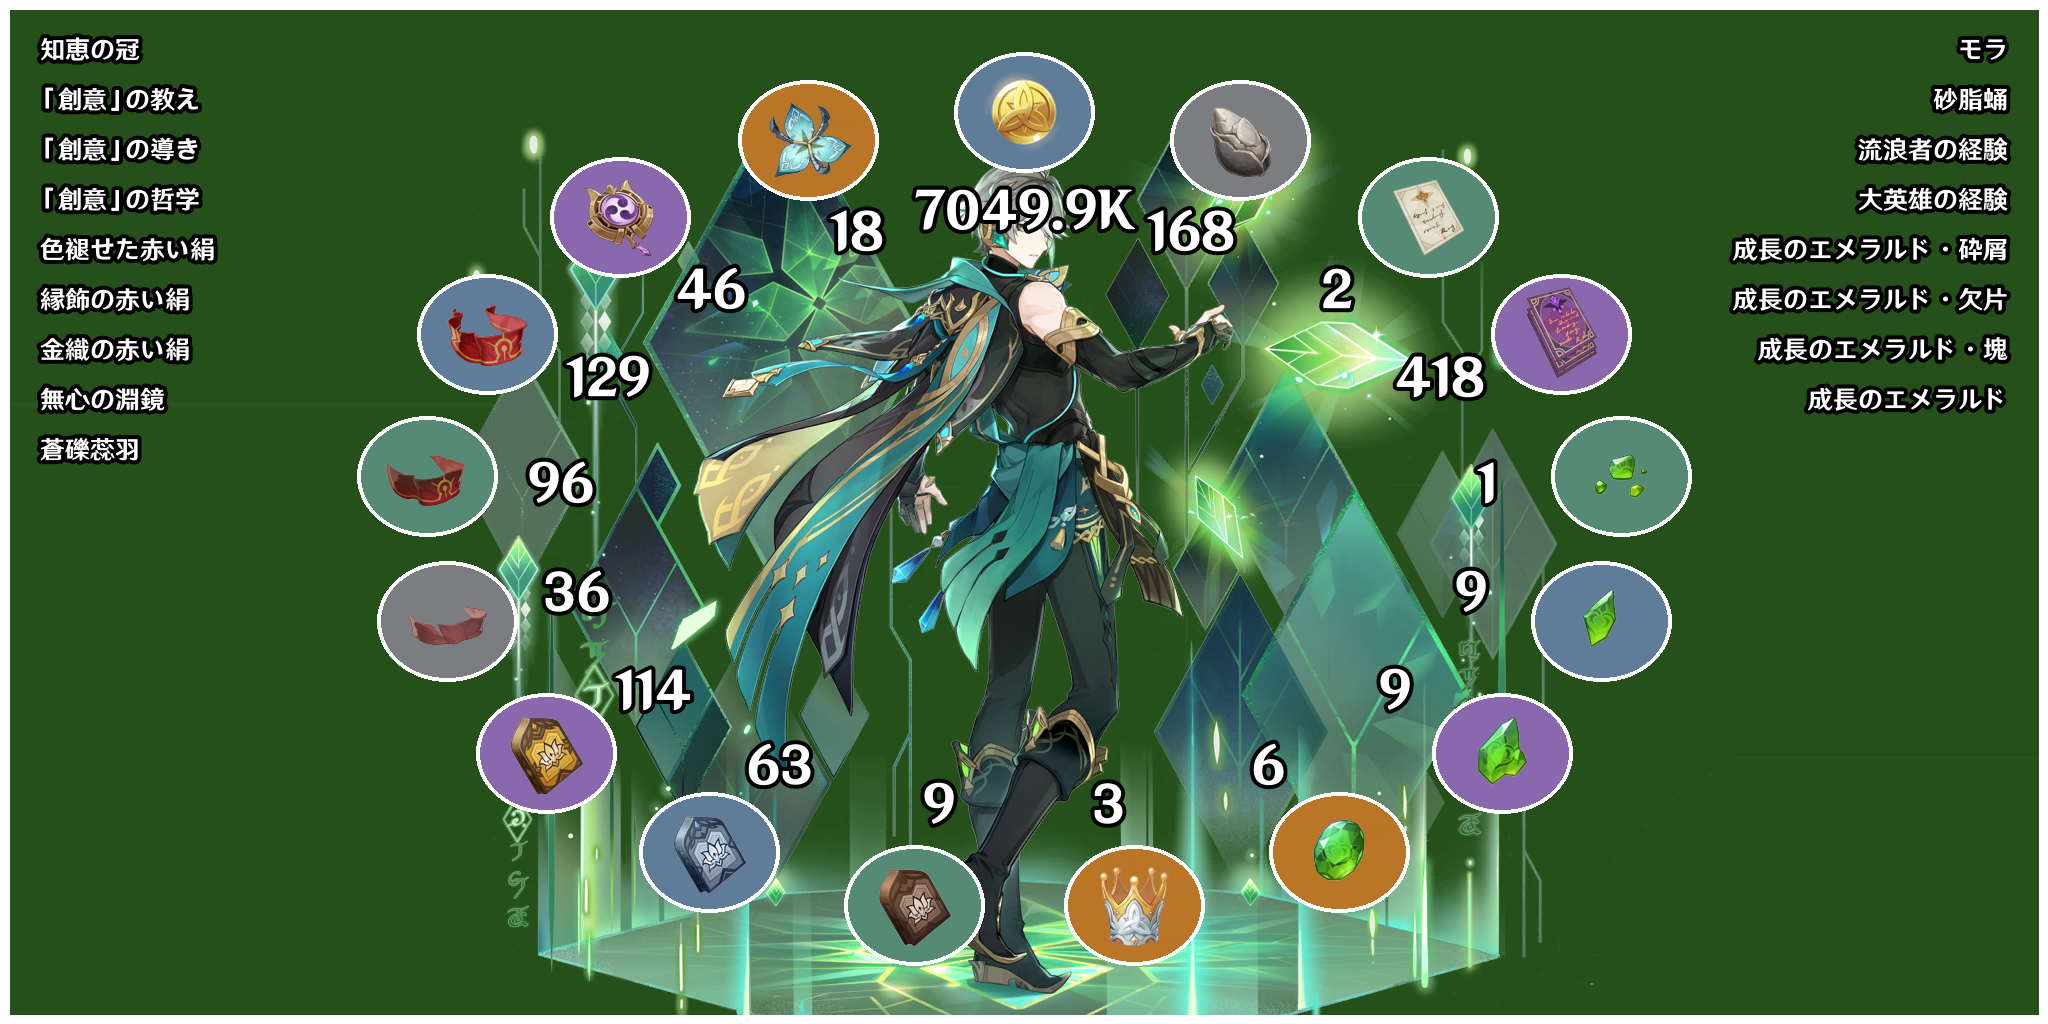 知恵の冠
「創意」の教え
「創意」の導き
「創意」の哲学
色褪せた赤い絹
縁飾の赤い絹
金織の赤い絹
無心の淵鏡
蒼礫蕊羽
モラ
砂脂蛹
流浪者の経験
大英雄の経験
成長のエメラルド・砕屑
成長のエメラルド・欠片
成長のエメラルド・塊
成長のエメラルド
7049.9K
168
2
418
1
9
9
6
3
9
63
114
36
96
129
46
18